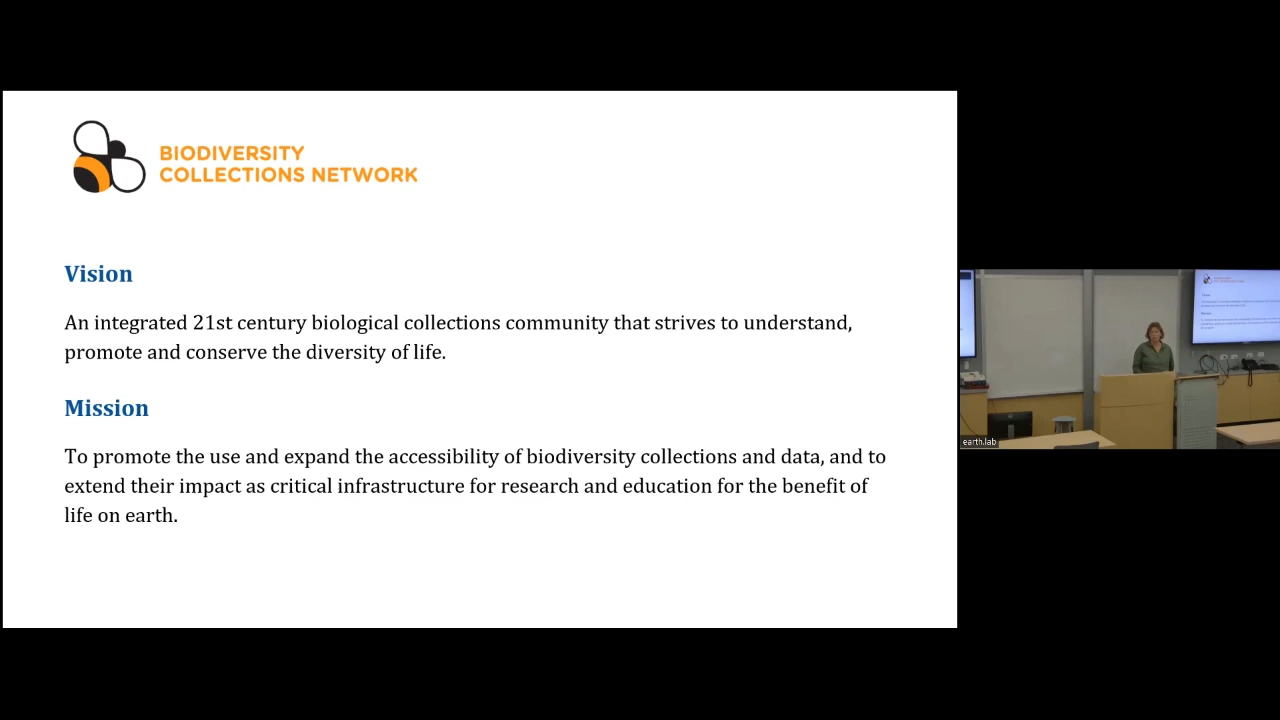 BIODIVERSITY
COLLECTIONS NETWORK
Vision
An integrated 21st century biological collections community that strives to understand,
promote and conserve the diversity of life.
Mission
To promote the use and expand the accessibility of biodiversity collections and data, and to
extend their impact as critical infrastructure for research and education for the benefit of
life on earth.
earth.lab